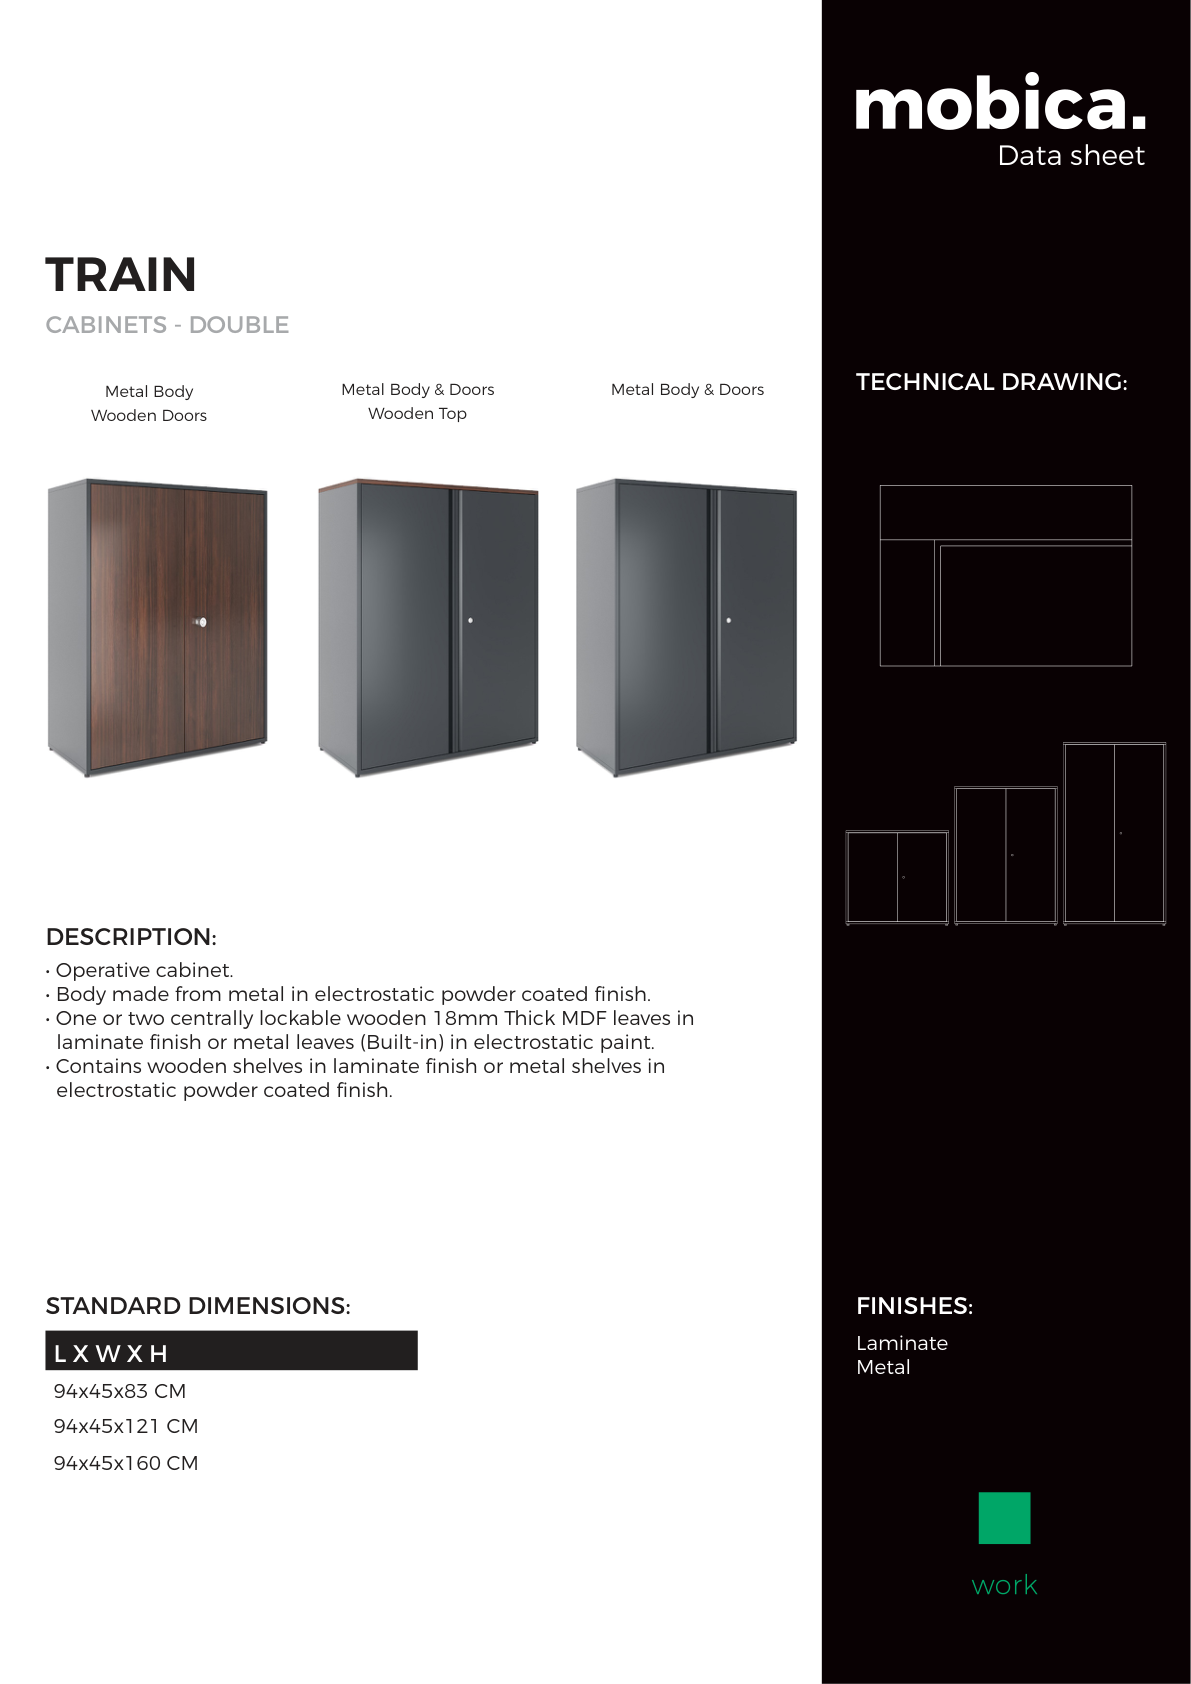 mobica.
Data sheet
TRAIN
CABINETS - DOUBLE
Metal Body
Wooden Doors
Metal Body & Doors
Wooden Top
Metal Body & Doors
TECHNICAL DRAWING:
DESCRIPTION:
• Operative cabinet.
• Body made from metal in electrostatic powder coated finish.
• One or two centrally lockable wooden 18mm Thick MDF leaves in
laminate finish or metal leaves (Built-in) in electrostatic paint.
• Contains wooden shelves in laminate finish or metal shelves in
electrostatic powder coated finish.
STANDARD DIMENSIONS:
L X W X H
94x45x83 CM
94x45x121 CM
94x45x160 CM
FINISHES:
Laminate
Metal
work